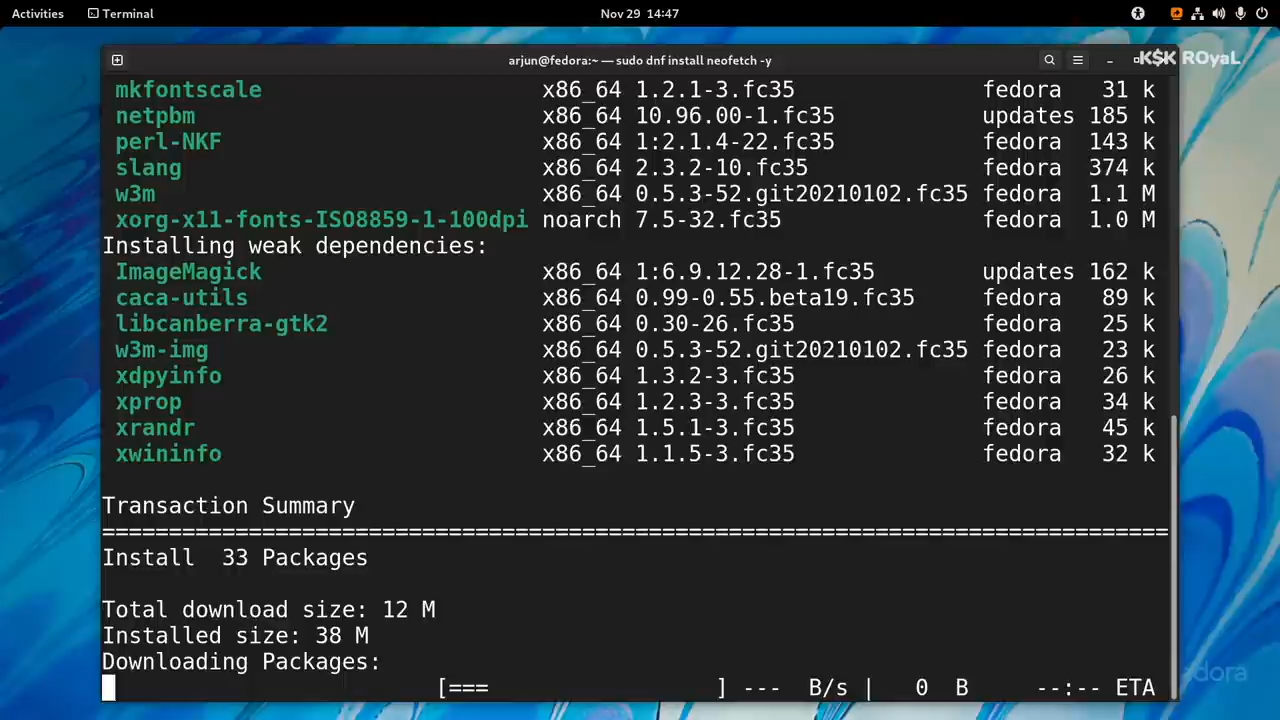 Activities Terminal Nov 29 14:47
arjun@fedora:~ — sudo dnf install neofetch -y
K$K ROyaL
mkfontscale x86_64 1.2.1-3.fc35 fedora 31 k
netpbm x86_64 10.96.00-1.fc35 updates 185 k
perl-NKF x86_64 1:2.1.4-22.fc35 fedora 143 k
slang x86_64 2.3.2-10.fc35 fedora 374 k
w3m x86_64 0.5.3-52.git20210102.fc35 fedora 1.1 M
xorg-x11-fonts-ISO8859-1-100dpi noarch 7.5-32.fc35 fedora 1.0 M
Installing weak dependencies:
ImageMagick x86_64 1:6.9.12.28-1.fc35 updates 162 k
caca-utils x86_64 0.99-0.55.beta19.fc35 fedora 89 k
libcanberra-gtk2 x86_64 0.30-26.fc35 fedora 25 k
w3m-img x86_64 0.5.3-52.git20210102.fc35 fedora 23 k
xdpyinfo x86_64 1.3.2-3.fc35 fedora 26 k
xprop x86_64 1.2.3-3.fc35 fedora 34 k
xrandr x86_64 1.5.1-3.fc35 fedora 45 k
xwininfo x86_64 1.1.5-3.fc35 fedora 32 k
Transaction Summary
================================================================================
Install 33 Packages
Total download size: 12 M
Installed size: 38 M
Downloading Packages:
[=== ] --- B/s | 0 B --:-- ETA
dora